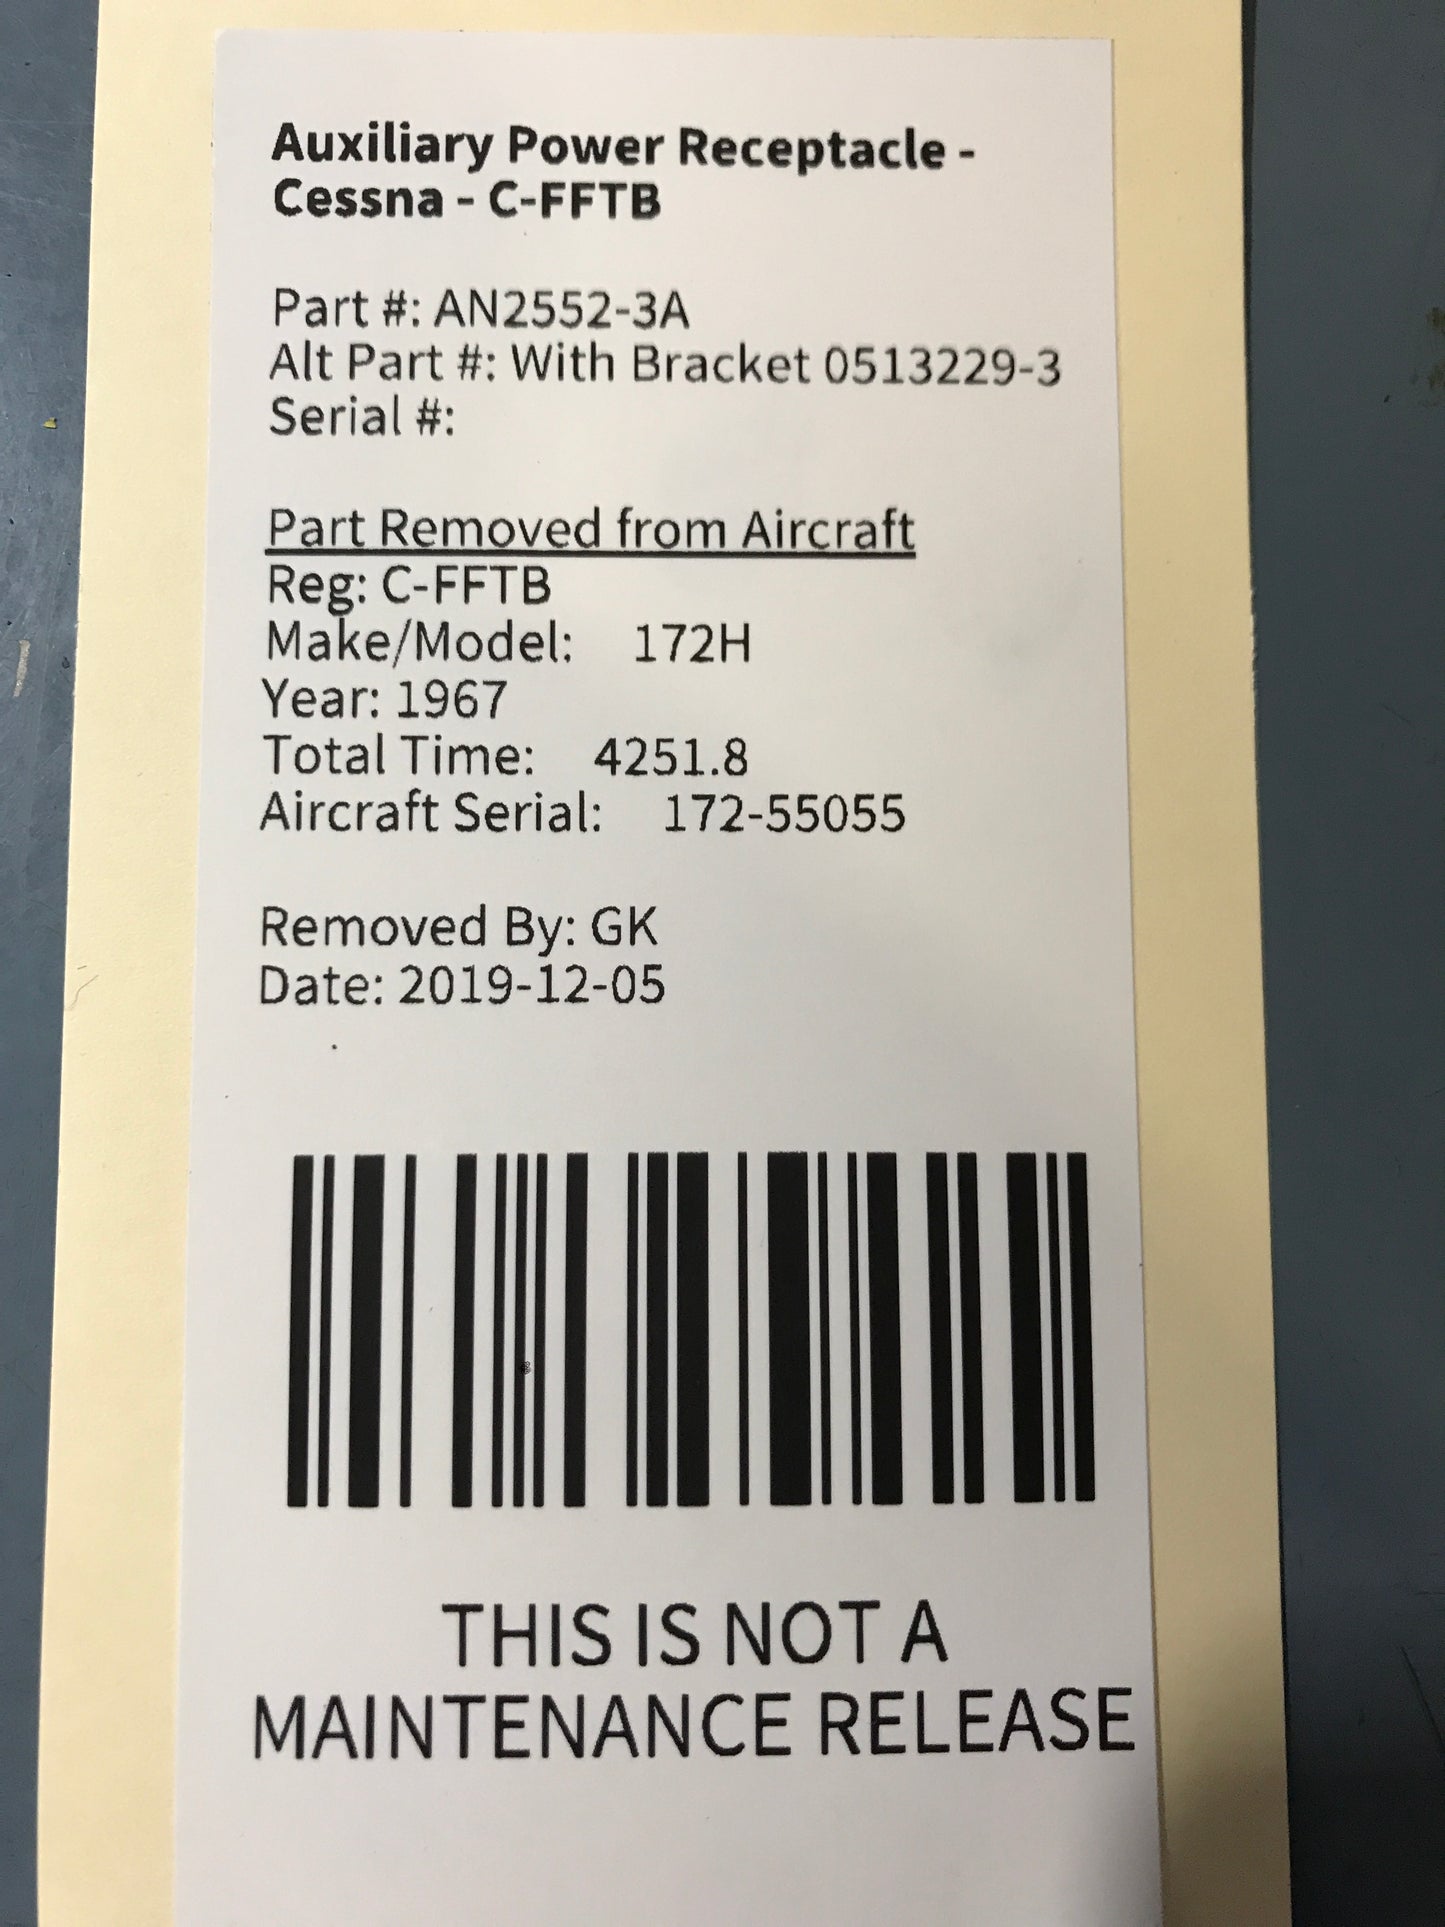 Auxiliary Power Receptacle -
Cessna - C-FFTB
Part #: AN2552-3A
Alt Part #: With Bracket 0513229-3
Serial #:
Part Removed from Aircraft
Reg: C-FFTB
Make/Model: 172H
Year: 1967
Total Time: 4251.8
Aircraft Serial: 172-55055
Removed By: GK
Date: 2019-12-05
THIS IS NOT A
MAINTENANCE RELEASE